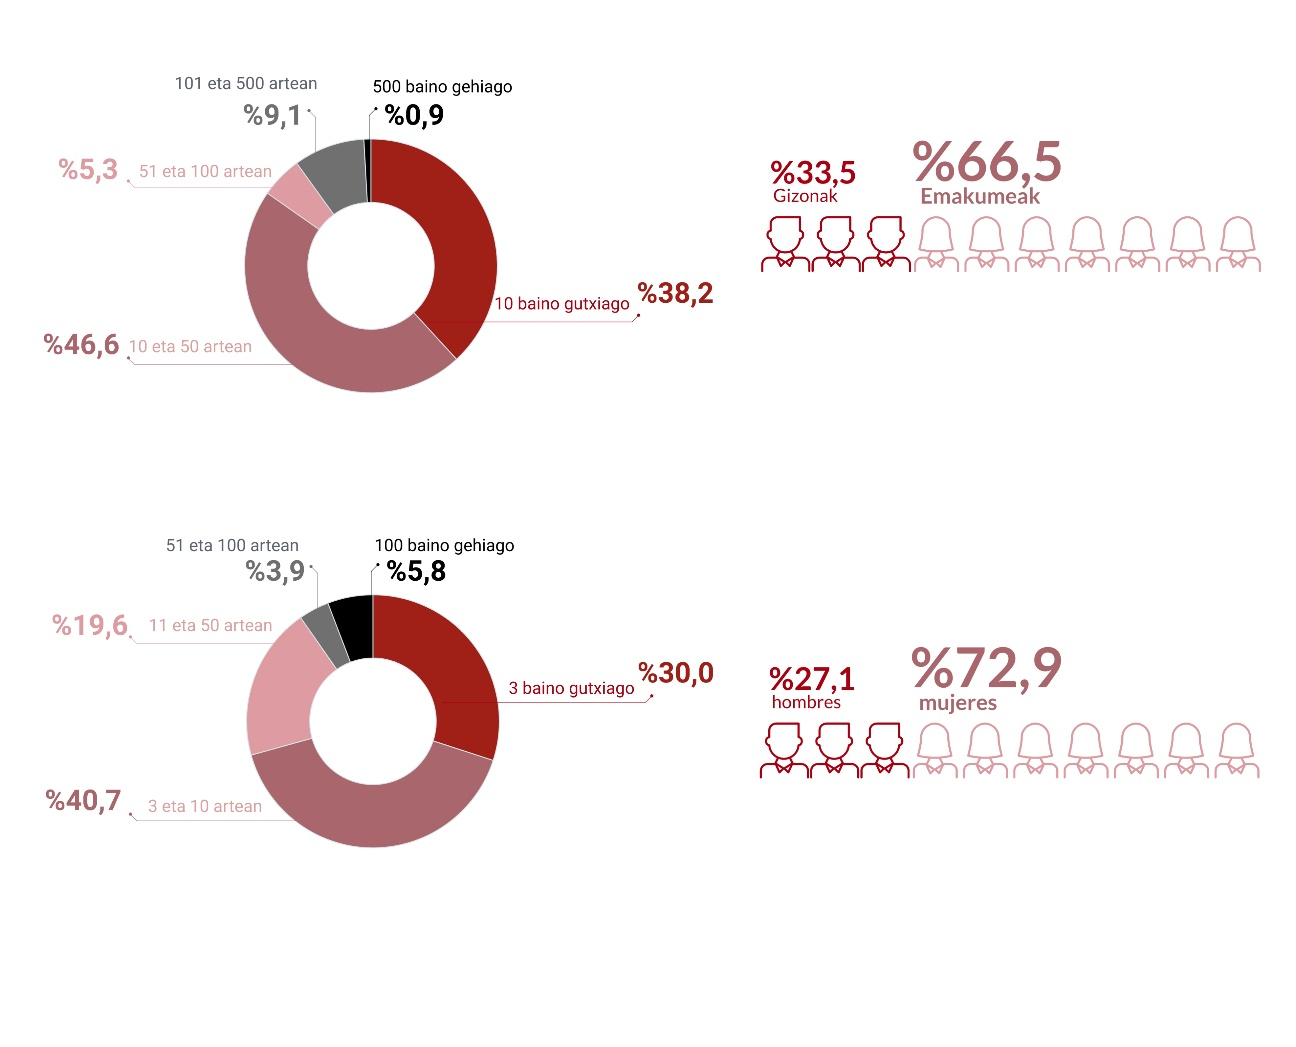 101 eta 500 artean
%9,1
500 baino gehiago
%0,9
%5,3
51 eta 100 artean
10 baino gutxiago
%38,2
%46,6
10 eta 50 artean
%33,5
Gizonak
%66,5
Emakumeak
51 eta 100 artean
%3,9
100 baino gehiago
%5,8
%19,6
11 eta 50 artean
3 baino gutxiago
%30,0
%40,7
3 eta 10 artean
%27,1
hombres
%72,9
mujeres